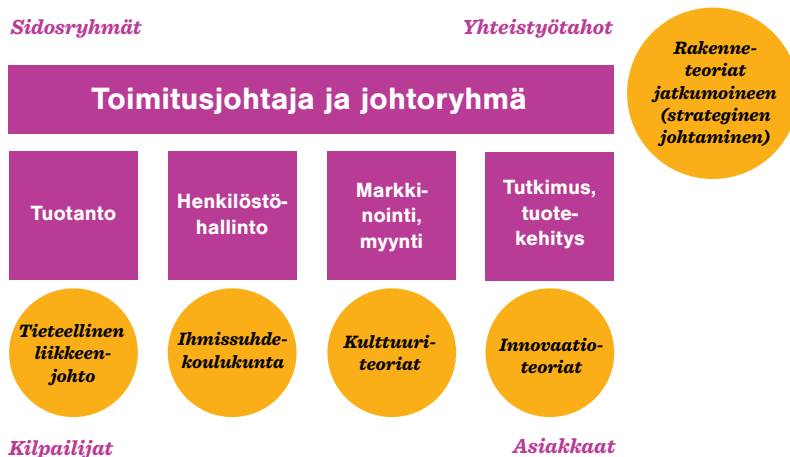 Sidosryhmät
Yhteistyötahot
Rakenne-
teoriat
jatkumoineen
(strateginen
johtaminen)
Toimitusjohtaja ja johtoryhmä
Tuotanto
Henkilöstö-
hallinto
Markki-
nointi,
myynti
Tutkimus,
tuote-
kehitys
Tieteellinen
liikkeen-
johto
Ihmissuhde-
koulukunta
Kulttuuri-
teoriat
Innovaatio-
teoriat
Kilpailijat
Asiakkaat